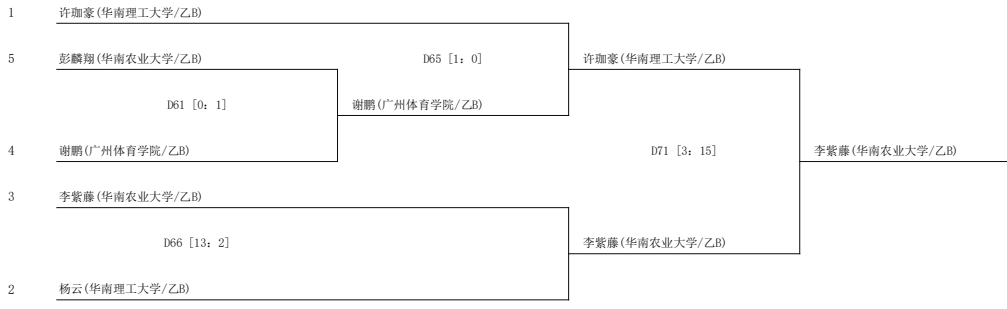 1 许珈豪(华南理工大学/乙B)
5 彭麟翔(华南农业大学/乙B) D65 [1: 0] 许珈豪(华南理工大学/乙B)
D61 [0: 1] 谢鹏(广州体育学院/乙B)
4 谢鹏(广州体育学院/乙B) D71 [3: 15] 李紫藤(华南农业大学/乙B)
3 李紫藤(华南农业大学/乙B)
D66 [13: 2] 李紫藤(华南农业大学/乙B)
2 杨云(华南理工大学/乙B)